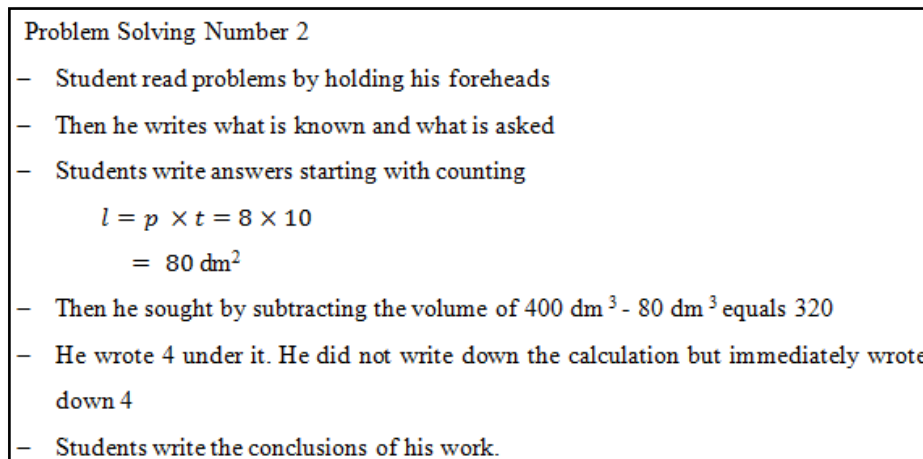 Problem Solving Number 2
– Student read problems by holding his foreheads
– Then he writes what is known and what is asked
– Students write answers starting with counting
l = p × t = 8 × 10
= 80 dm²
– Then he sought by subtracting the volume of 400 dm³ - 80 dm³ equals 320
– He wrote 4 under it. He did not write down the calculation but immediately wrote
down 4
– Students write the conclusions of his work.